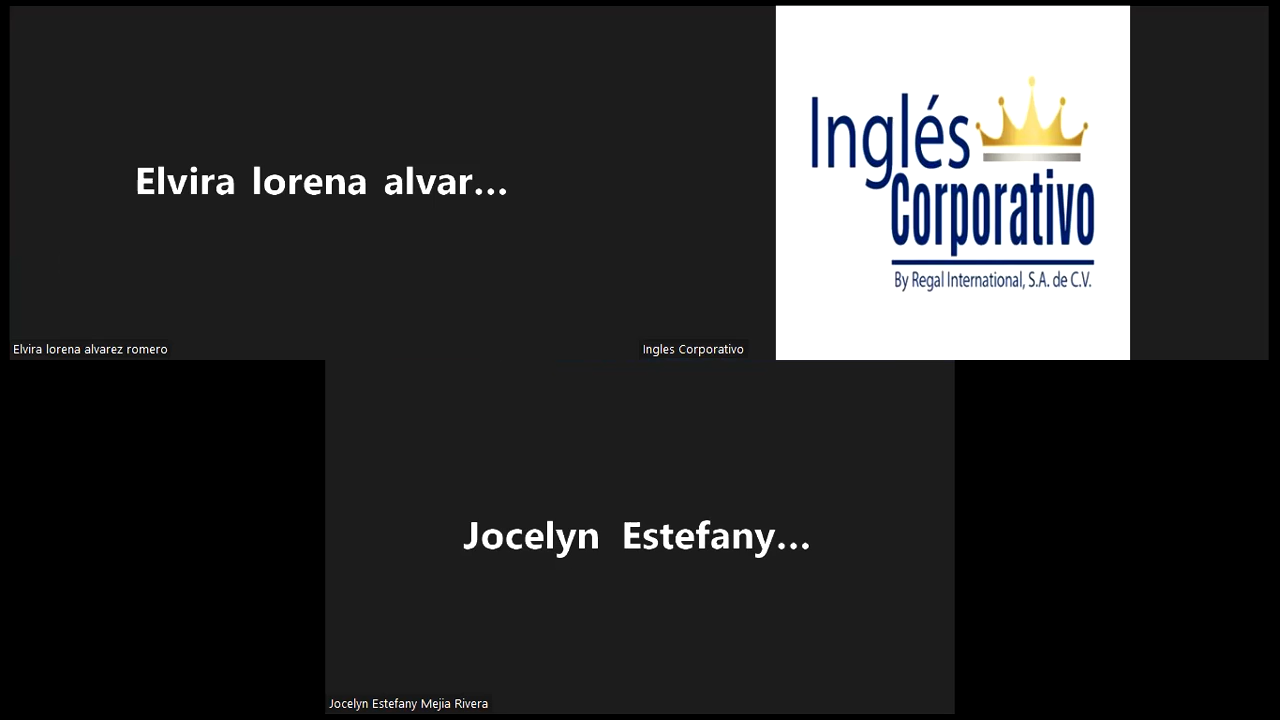 Elvira lorena alvar...
Elvira lorena alvarez romero
Inglés
Corporativo
By Regal International, S.A. de C.V.
Ingles Corporativo
Jocelyn Estefany...
Jocelyn Estefany Mejia Rivera